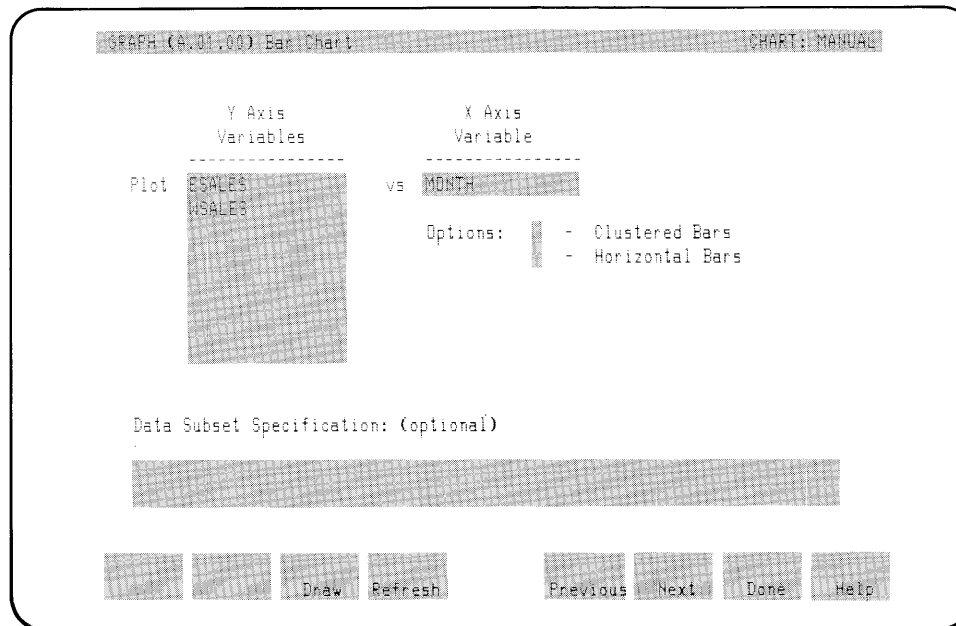 GRAPH (A.01.00) Bar Chart CHART: MANUAL
Y Axis X Axis
Variables Variable
---------------- ----------------
Plot ESALES vs MONTH
WSALES
Options: - Clustered Bars
- Horizontal Bars
Data Subset Specification: (optional)
Draw Refresh Previous Next Done Help